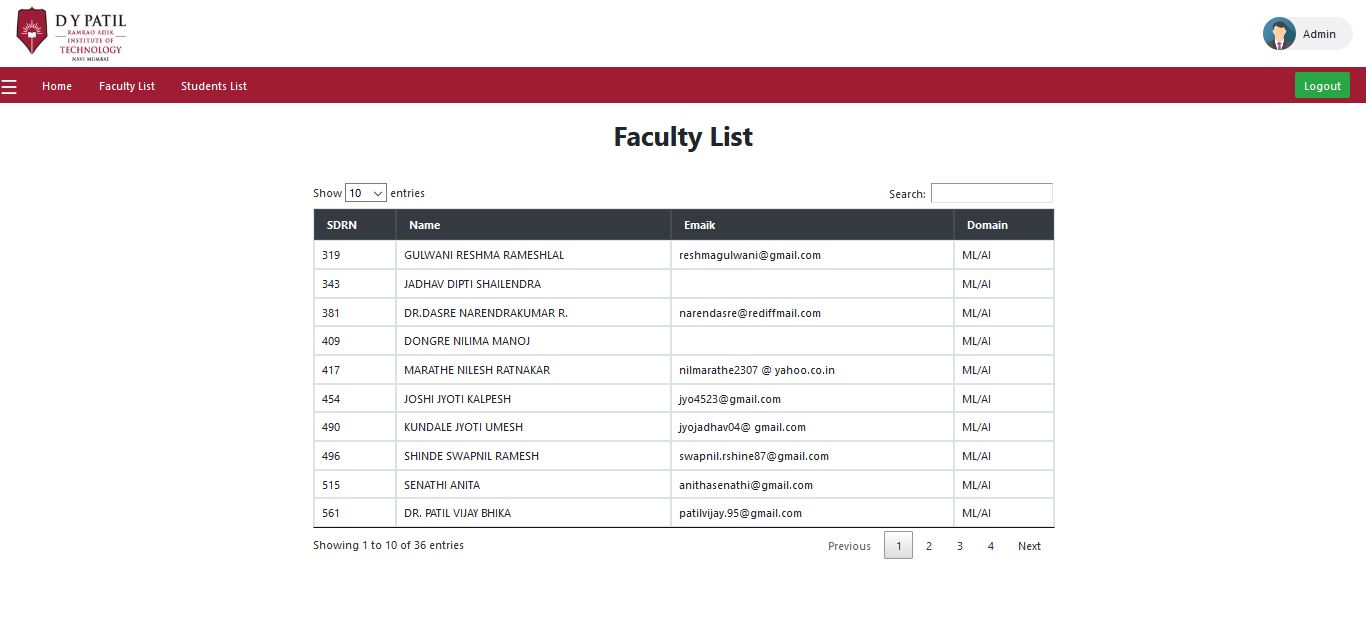 D Y PATIL
RAMRAO ADIK
INSTITUTE OF
TECHNOLOGY
NAVI MUMBAI
Admin
Home Faculty List Students List Logout
Faculty List
Show 10 entries Search:
SDRN Name Emaik Domain
319 GULWANI RESHMA RAMESHLAL reshmagulwani@gmail.com ML/AI
343 JADHAV DIPTI SHAILENDRA ML/AI
381 DR.DASRE NARENDRAKUMAR R. narendasre@rediffmail.com ML/AI
409 DONGRE NILIMA MANOJ ML/AI
417 MARATHE NILESH RATNAKAR nilmarathe2307 @ yahoo.co.in ML/AI
454 JOSHI JYOTI KALPESH jyo4523@gmail.com ML/AI
490 KUNDALE JYOTI UMESH jyojadhav04@ gmail.com ML/AI
496 SHINDE SWAPNIL RAMESH swapnil.rshine87@gmail.com ML/AI
515 SENATHI ANITA anithasenathi@gmail.com ML/AI
561 DR. PATIL VIJAY BHIKA patilvijay.95@gmail.com ML/AI
Showing 1 to 10 of 36 entries Previous 1 2 3 4 Next